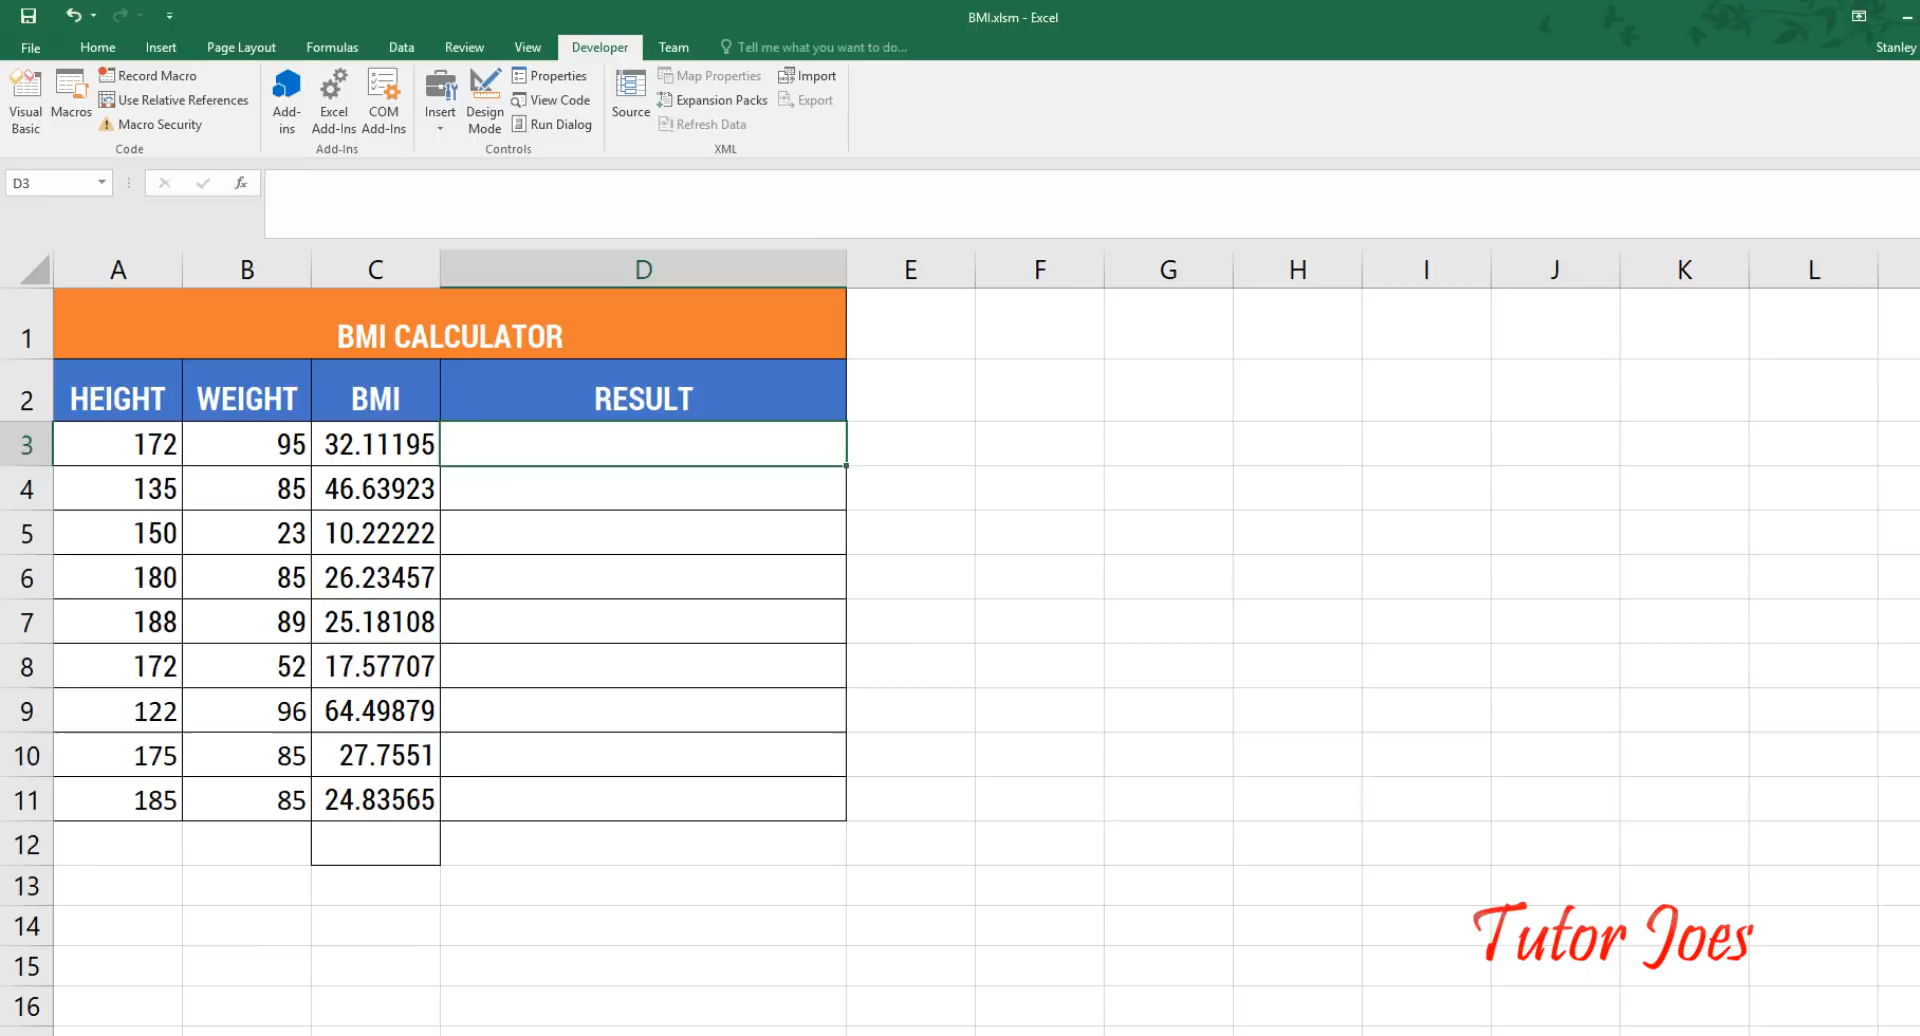 BMI.xlsm - Excel
File Home Insert Page Layout Formulas Data Review View Developer Team Tell me what you want to do... Stanley
Visual Basic
Macros
Record Macro
Use Relative References
Macro Security
Code
Add-ins
Excel Add-Ins
COM Add-Ins
Add-Ins
Insert
Design Mode
Properties
View Code
Run Dialog
Controls
Source
Map Properties
Expansion Packs
Refresh Data
Import
Export
XML
D3 fx
A B C D E F G H I J K L
1 BMI CALCULATOR
2 HEIGHT WEIGHT BMI RESULT
3 172 95 32.11195
4 135 85 46.63923
5 150 23 10.22222
6 180 85 26.23457
7 188 89 25.18108
8 172 52 17.57707
9 122 96 64.49879
10 175 85 27.7551
11 185 85 24.83565
12
13
14
15
16
Tutor Joes